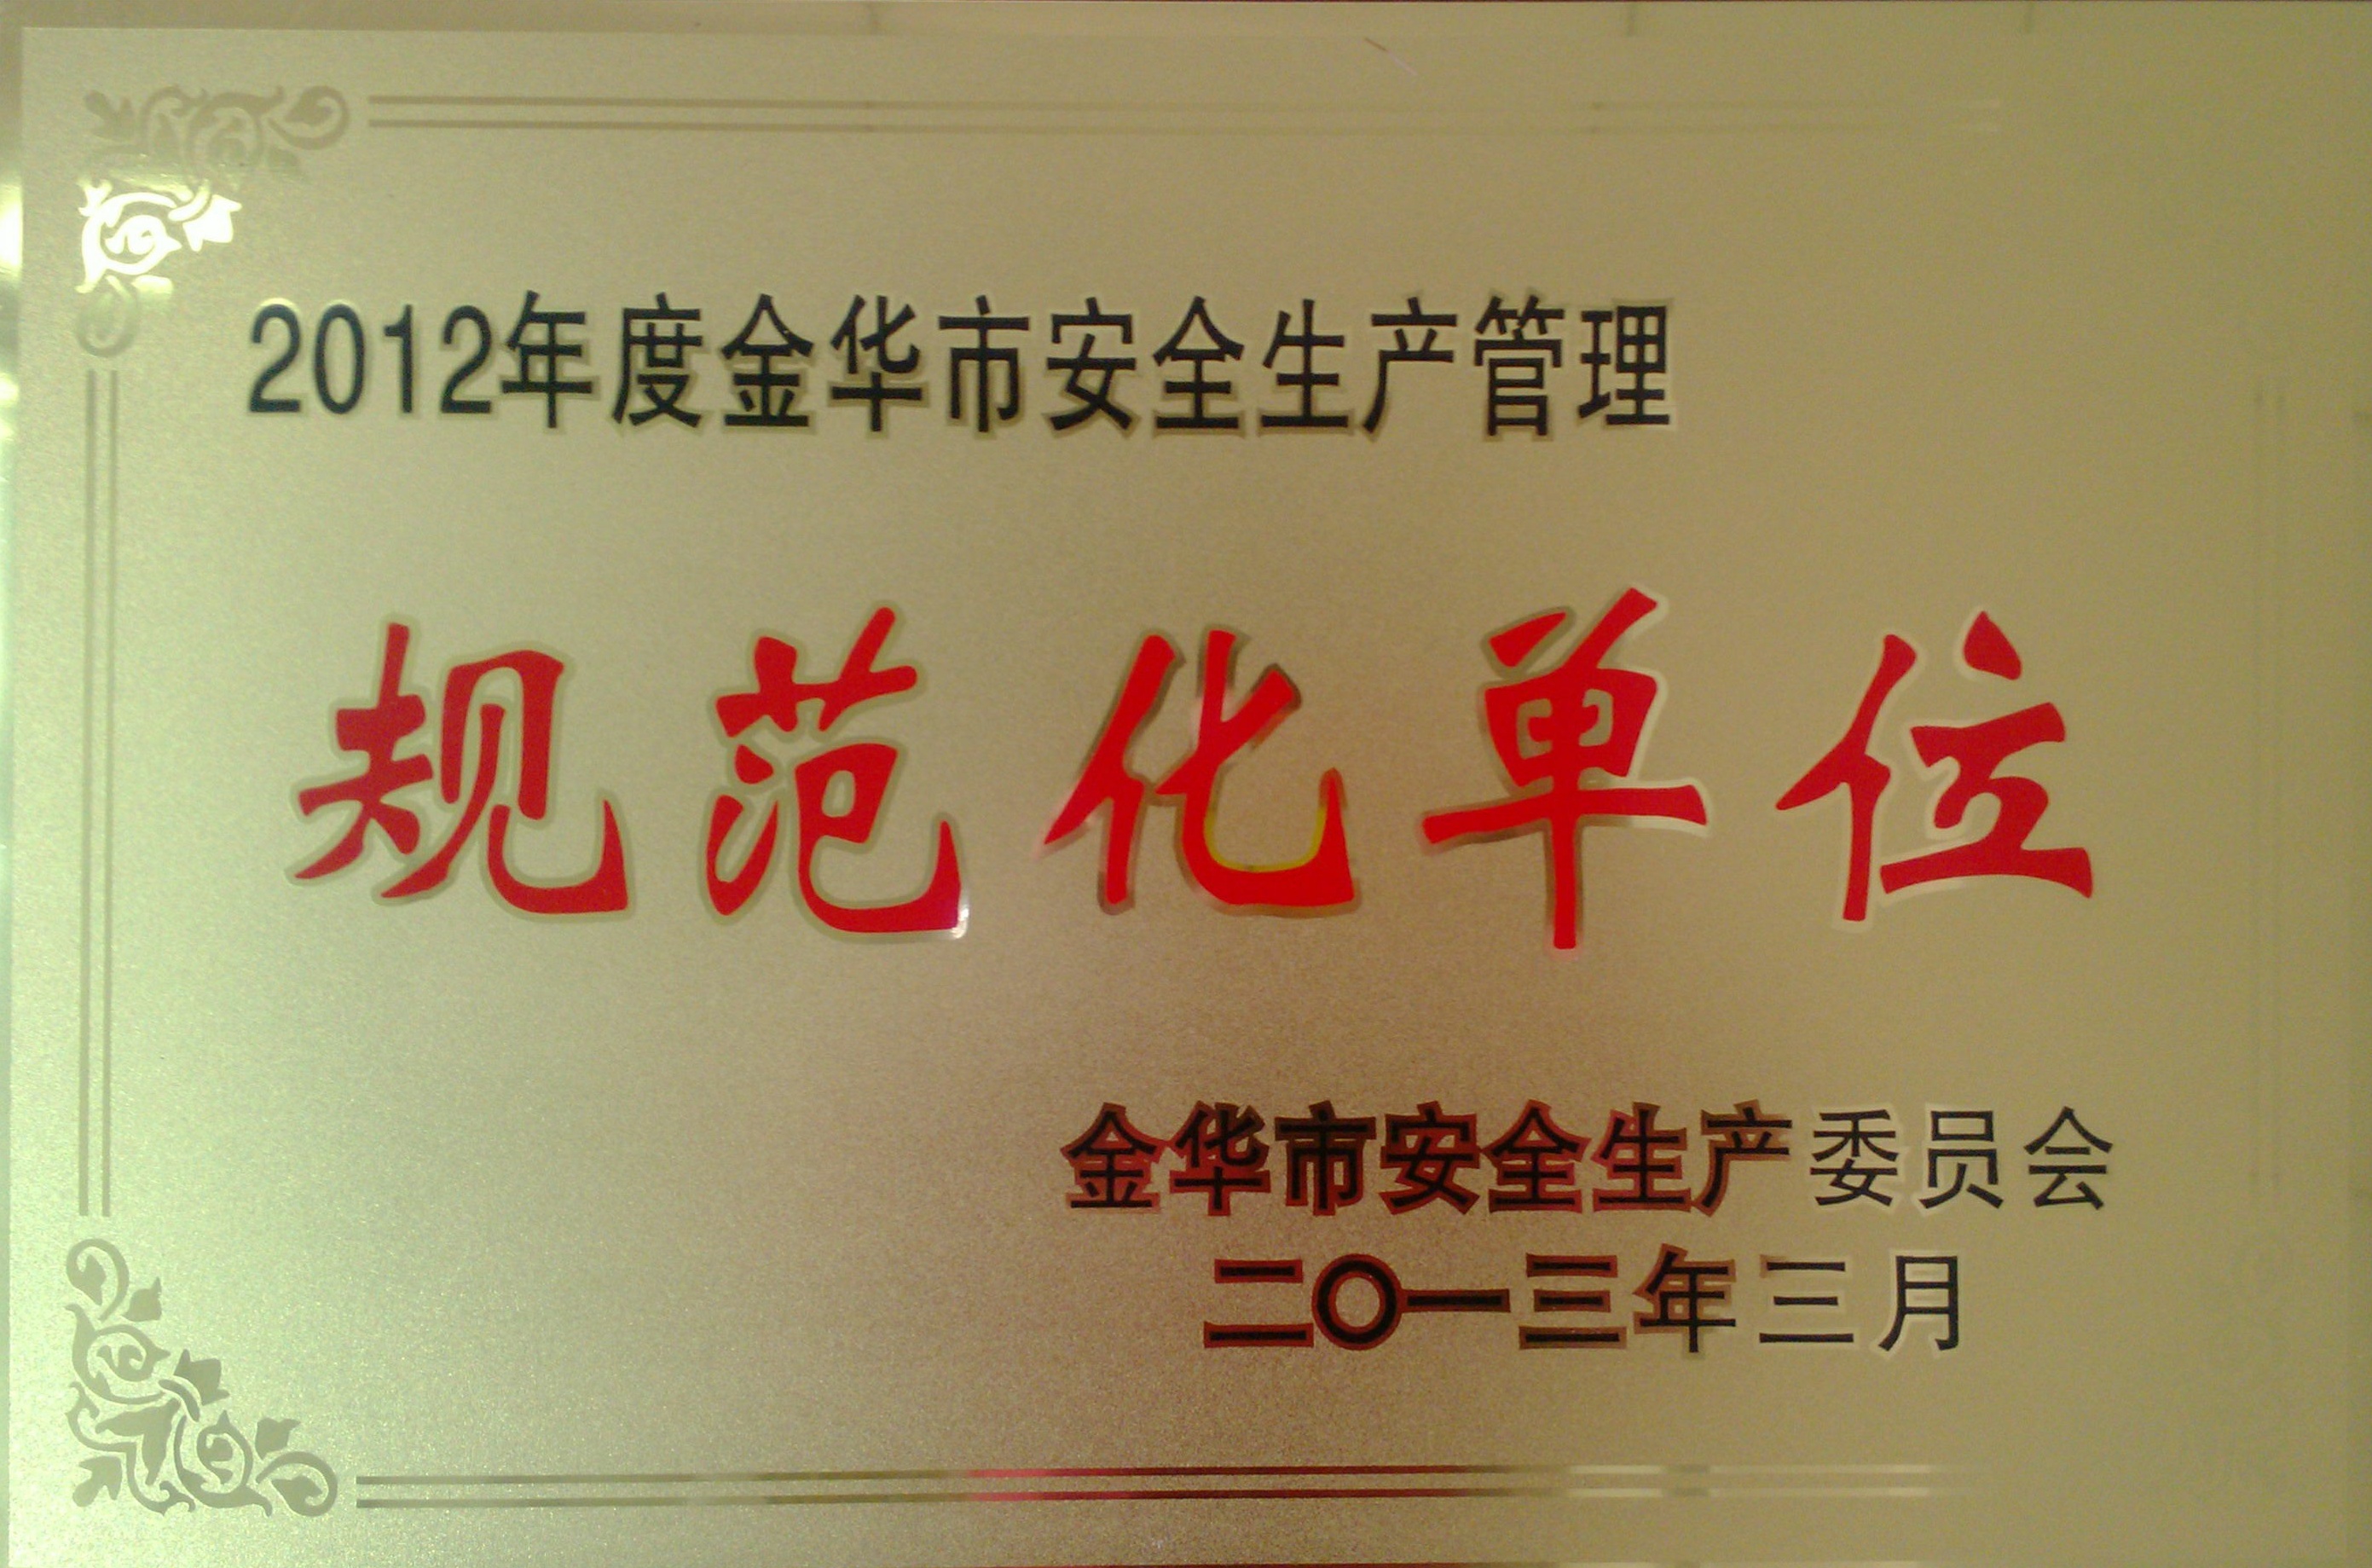 2012年度金华市安全生产管理
规范化单位
金华市安全生产委员会
二〇一三年三月